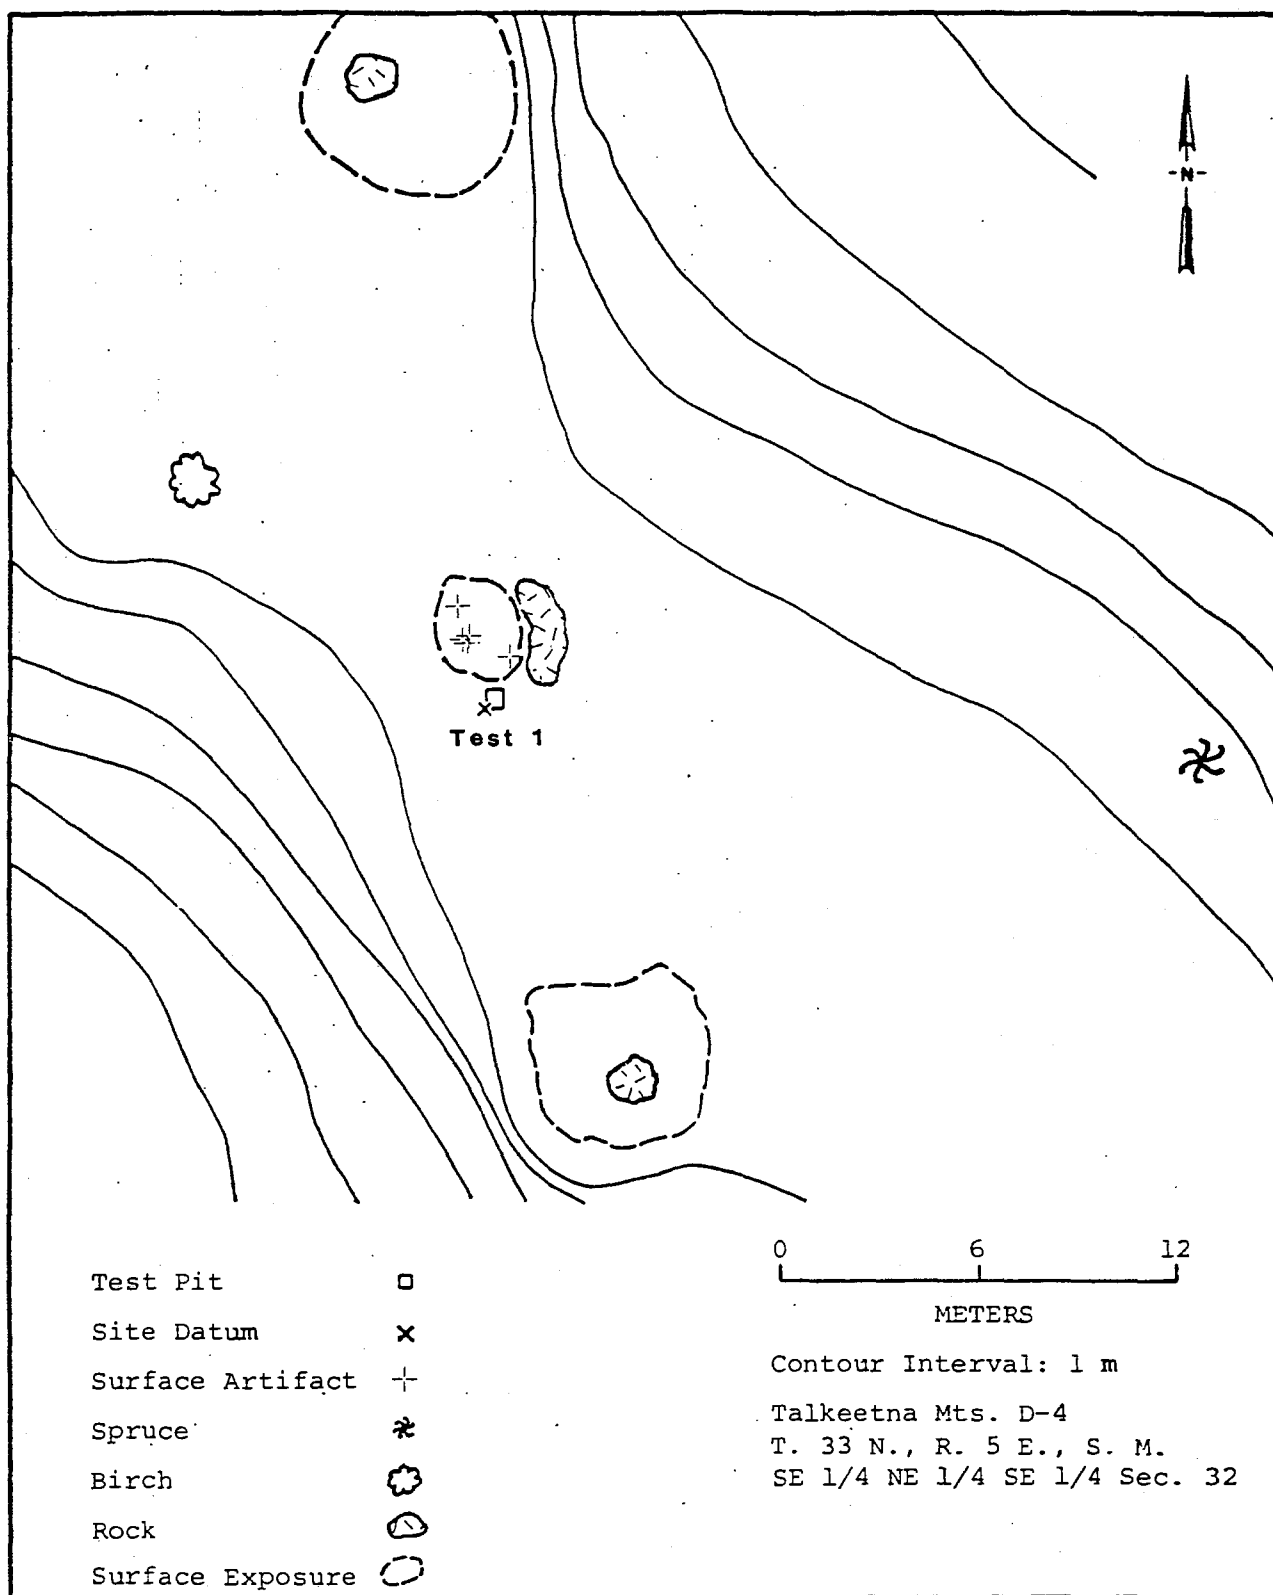 N
Test 1
0 6 12
METERS
Contour Interval: 1 m
Talkeetna Mts. D-4
T. 33 N., R. 5 E., S. M.
SE 1/4 NE 1/4 SE 1/4 Sec. 32
Test Pit
Site Datum
Surface Artifact
Spruce
Birch
Rock
Surface Exposure